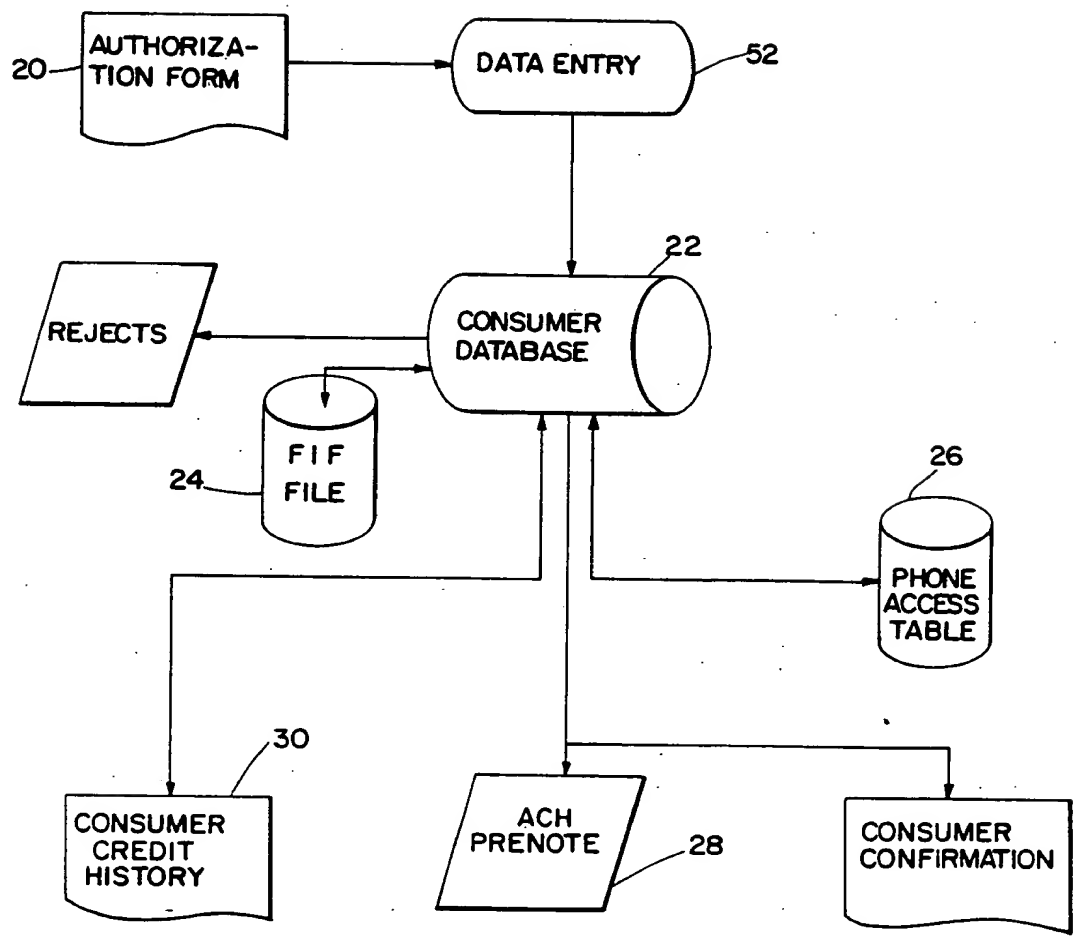 AUTHORIZA-
TION FORM
20
DATA ENTRY
52
22
CONSUMER
DATABASE
REJECTS
FIF
FILE
24
26
PHONE
ACCESS
TABLE
30
CONSUMER
CREDIT
HISTORY
ACH
PRENOTE
28
CONSUMER
CONFIRMATION